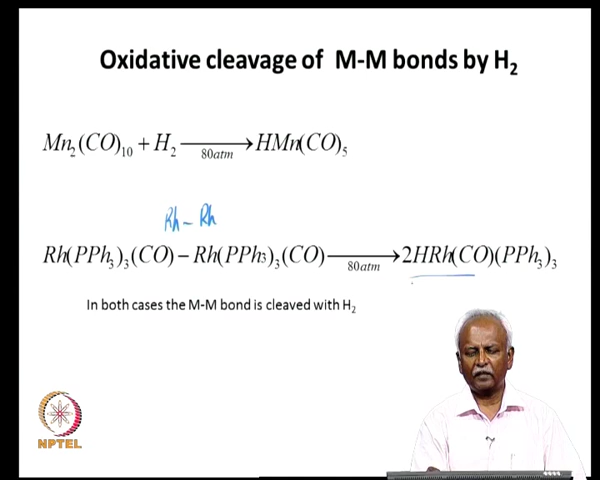 Oxidative cleavage of M-M bonds by H₂
Mn₂(CO)₁₀ + H₂ ⟶ HMn(CO)₅
80atm
Rh – Rh
Rh(PPh₃)₃(CO) – Rh(PPh₃)₃(CO) ⟶ 2HRh(CO)(PPh₃)₃
80atm
In both cases the M-M bond is cleaved with H₂
NPTEL